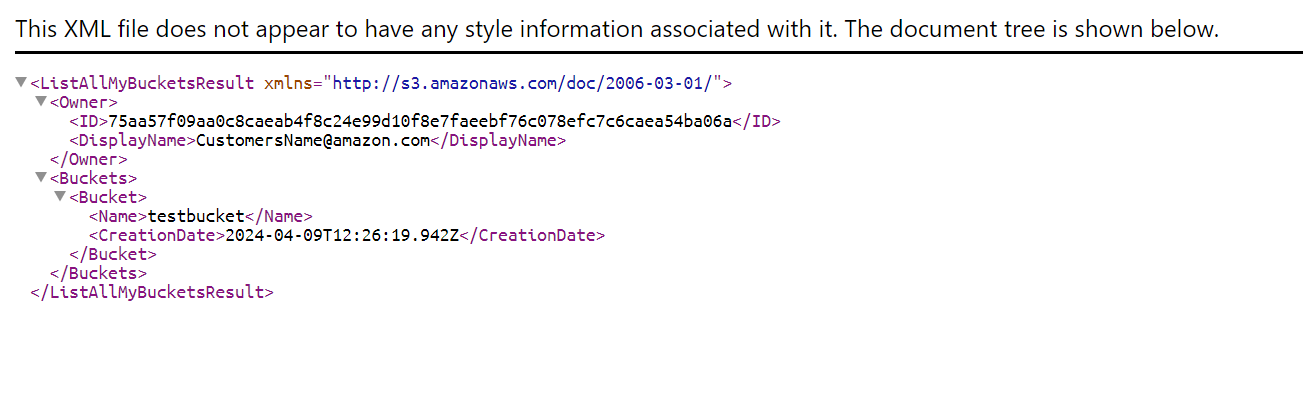 This XML file does not appear to have any style information associated with it. The document tree is shown below.
▼<ListAllMyBucketsResult xmlns="http://s3.amazonaws.com/doc/2006-03-01/">
▼<Owner>
<ID>75aa57f09aa0c8caeab4f8c24e99d10f8e7faeebf76c078efc7c6caea54ba06a</ID>
<DisplayName>CustomersName@amazon.com</DisplayName>
</Owner>
▼<Buckets>
▼<Bucket>
<Name>testbucket</Name>
<CreationDate>2024-04-09T12:26:19.942Z</CreationDate>
</Bucket>
</Buckets>
</ListAllMyBucketsResult>